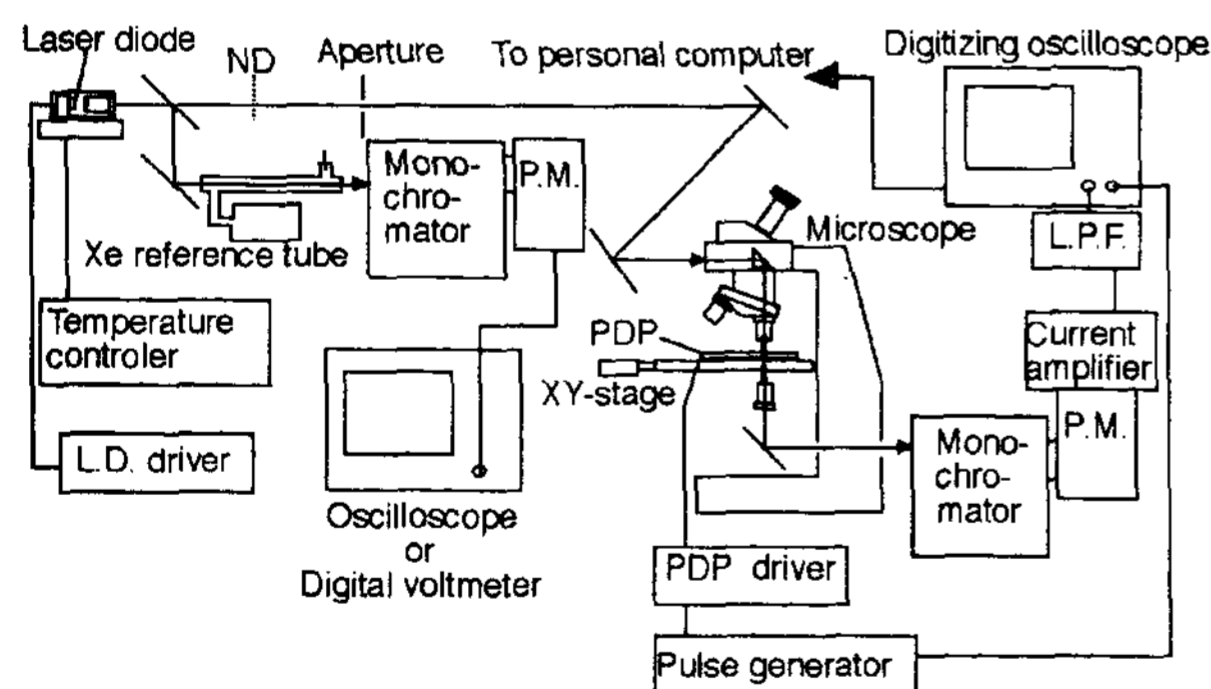 Laser diode
ND
Aperture
To personal computer
Digitizing oscilloscope
Mono-
chro-
mator
P.M.
Xe reference tube
Microscope
L.P.F.
Temperature
controler
PDP
XY-stage
Current
amplifier
P.M.
L.D. driver
Mono-
chro-
mator
Oscilloscope
or
Digital voltmeter
PDP driver
Pulse generator